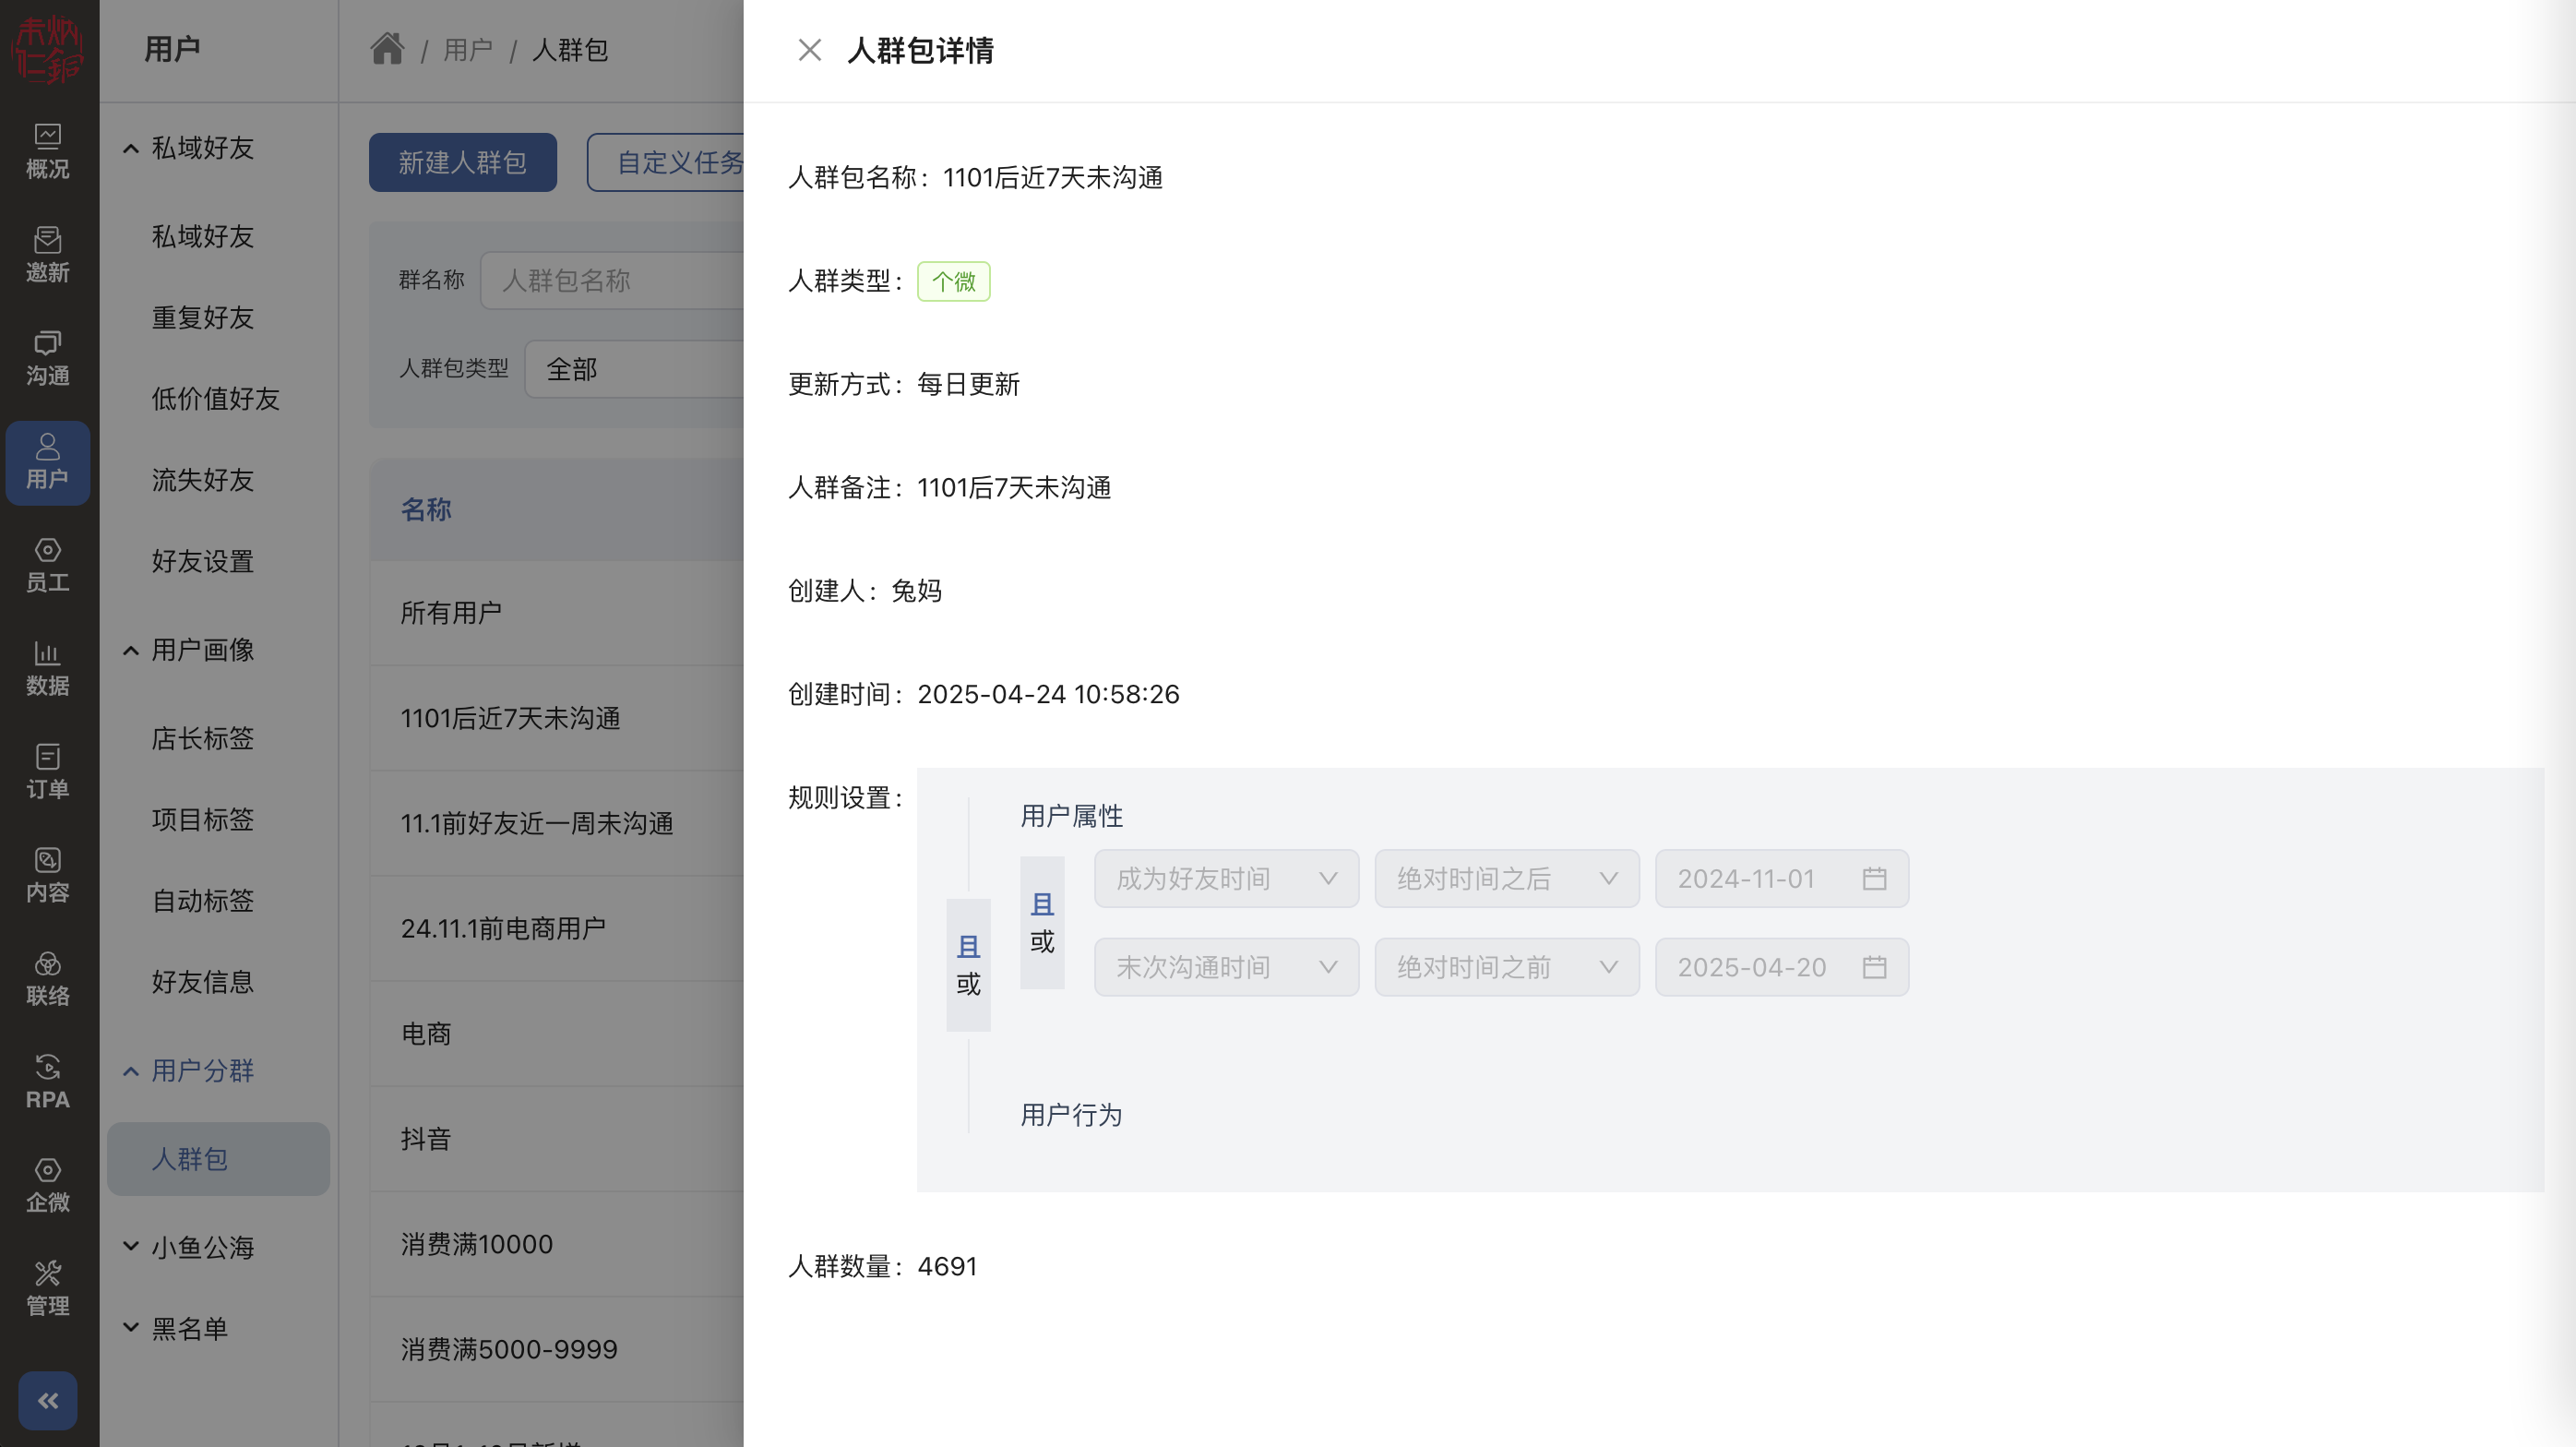 用户
概况
邀新
沟通
用户
员工
数据
订单
内容
联络
RPA
企微
管理
私域好友
私域好友
重复好友
低价值好友
流失好友
好友设置
用户画像
店长标签
项目标签
自动标签
好友信息
用户分群
人群包
小鱼公海
黑名单
/ 用户 / 人群包
新建人群包 自定义任务
群名称 人群包名称
人群包类型 全部
名称
所有用户
1101后近7天未沟通
11.1前好友近一周未沟通
24.11.1前电商用户
电商
抖音
消费满10000
消费满5000-9999
人群包详情
人群包名称： 1101后近7天未沟通
人群类型： 个微
更新方式： 每日更新
人群备注： 1101后7天未沟通
创建人： 兔妈
创建时间： 2025-04-24 10:58:26
规则设置：
且
或
用户属性
且
或
成为好友时间 绝对时间之后 2024-11-01
末次沟通时间 绝对时间之前 2025-04-20
用户行为
人群数量： 4691